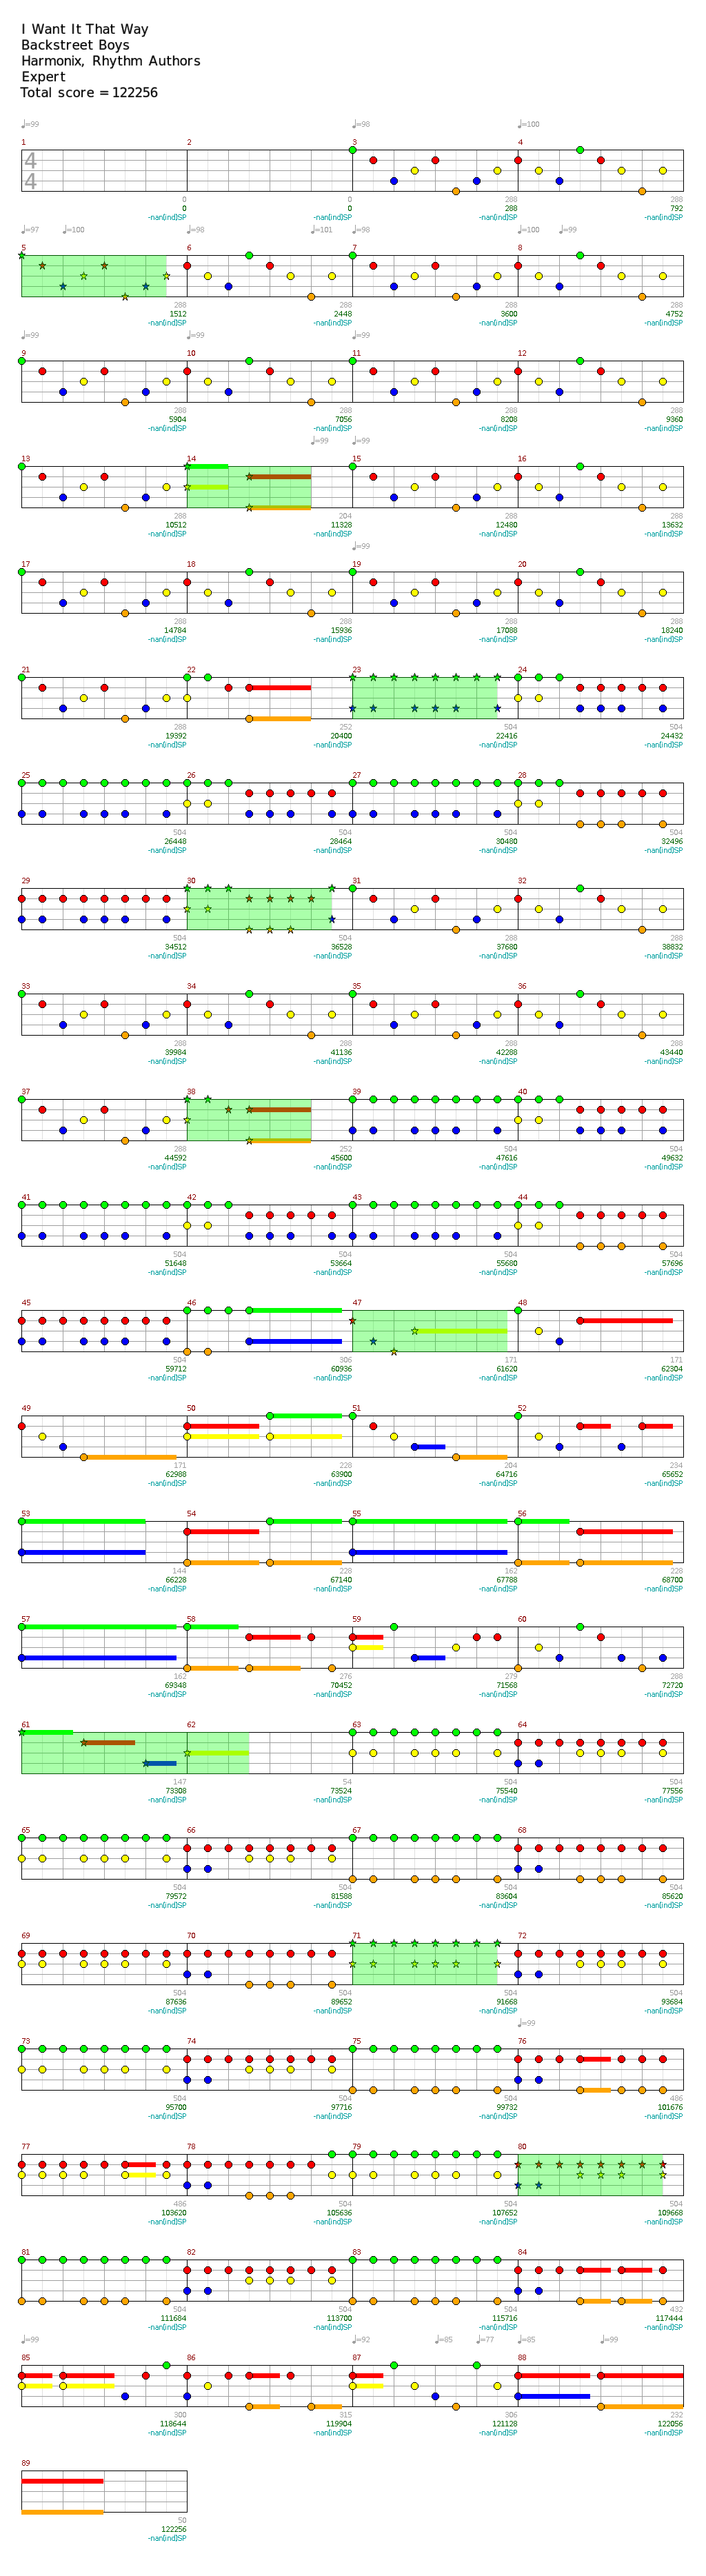 I Want It That Way
Backstreet Boys
Harmonix, Rhythm Authors
Expert
Total score = 122256
♩=99 ♩=98 ♩=100
1 2 3 4
4
4
0 0 288 288
0 0 288 792
-nan(ind)SP -nan(ind)SP -nan(ind)SP -nan(ind)SP
♩=97 ♩=100 ♩=98 ♩=101 ♩=98 ♩=100 ♩=99
5 6 7 8
288 288 288 288
1512 2448 3600 4752
-nan(ind)SP -nan(ind)SP -nan(ind)SP -nan(ind)SP
♩=99 ♩=99 ♩=99
9 10 11 12
288 288 288 288
5904 7056 8208 9360
-nan(ind)SP -nan(ind)SP -nan(ind)SP -nan(ind)SP
♩=99 ♩=99
13 14 15 16
288 204 288 288
10512 11328 12480 13632
-nan(ind)SP -nan(ind)SP -nan(ind)SP -nan(ind)SP
♩=99
17 18 19 20
288 288 288 288
14784 15936 17088 18240
-nan(ind)SP -nan(ind)SP -nan(ind)SP -nan(ind)SP
21 22 23 24
288 252 504 504
19392 20400 22416 24432
-nan(ind)SP -nan(ind)SP -nan(ind)SP -nan(ind)SP
25 26 27 28
504 504 504 504
26448 28464 30480 32496
-nan(ind)SP -nan(ind)SP -nan(ind)SP -nan(ind)SP
29 30 31 32
504 504 288 288
34512 36528 37680 38832
-nan(ind)SP -nan(ind)SP -nan(ind)SP -nan(ind)SP
33 34 35 36
288 288 288 288
39984 41136 42288 43440
-nan(ind)SP -nan(ind)SP -nan(ind)SP -nan(ind)SP
37 38 39 40
288 252 504 504
44592 45600 47616 49632
-nan(ind)SP -nan(ind)SP -nan(ind)SP -nan(ind)SP
41 42 43 44
504 504 504 504
51648 53664 55680 57696
-nan(ind)SP -nan(ind)SP -nan(ind)SP -nan(ind)SP
45 46 47 48
504 306 171 171
59712 60936 61620 62304
-nan(ind)SP -nan(ind)SP -nan(ind)SP -nan(ind)SP
49 50 51 52
171 228 204 234
62988 63900 64716 65652
-nan(ind)SP -nan(ind)SP -nan(ind)SP -nan(ind)SP
53 54 55 56
144 228 162 228
66228 67140 67788 68700
-nan(ind)SP -nan(ind)SP -nan(ind)SP -nan(ind)SP
57 58 59 60
162 276 279 288
69348 70452 71568 72720
-nan(ind)SP -nan(ind)SP -nan(ind)SP -nan(ind)SP
61 62 63 64
147 54 504 504
73308 73524 75540 77556
-nan(ind)SP -nan(ind)SP -nan(ind)SP -nan(ind)SP
65 66 67 68
504 504 504 504
79572 81588 83604 85620
-nan(ind)SP -nan(ind)SP -nan(ind)SP -nan(ind)SP
69 70 71 72
504 504 504 504
87636 89652 91668 93684
-nan(ind)SP -nan(ind)SP -nan(ind)SP -nan(ind)SP
♩=99
73 74 75 76
504 504 504 486
95700 97716 99732 101676
-nan(ind)SP -nan(ind)SP -nan(ind)SP -nan(ind)SP
77 78 79 80
486 504 504 504
103620 105636 107652 109668
-nan(ind)SP -nan(ind)SP -nan(ind)SP -nan(ind)SP
81 82 83 84
504 504 504 432
111684 113700 115716 117444
-nan(ind)SP -nan(ind)SP -nan(ind)SP -nan(ind)SP
♩=99 ♩=92 ♩=85 ♩=77 ♩=85 ♩=99
85 86 87 88
300 315 306 232
118644 119904 121128 122056
-nan(ind)SP -nan(ind)SP -nan(ind)SP -nan(ind)SP
89
50
122256
-nan(ind)SP